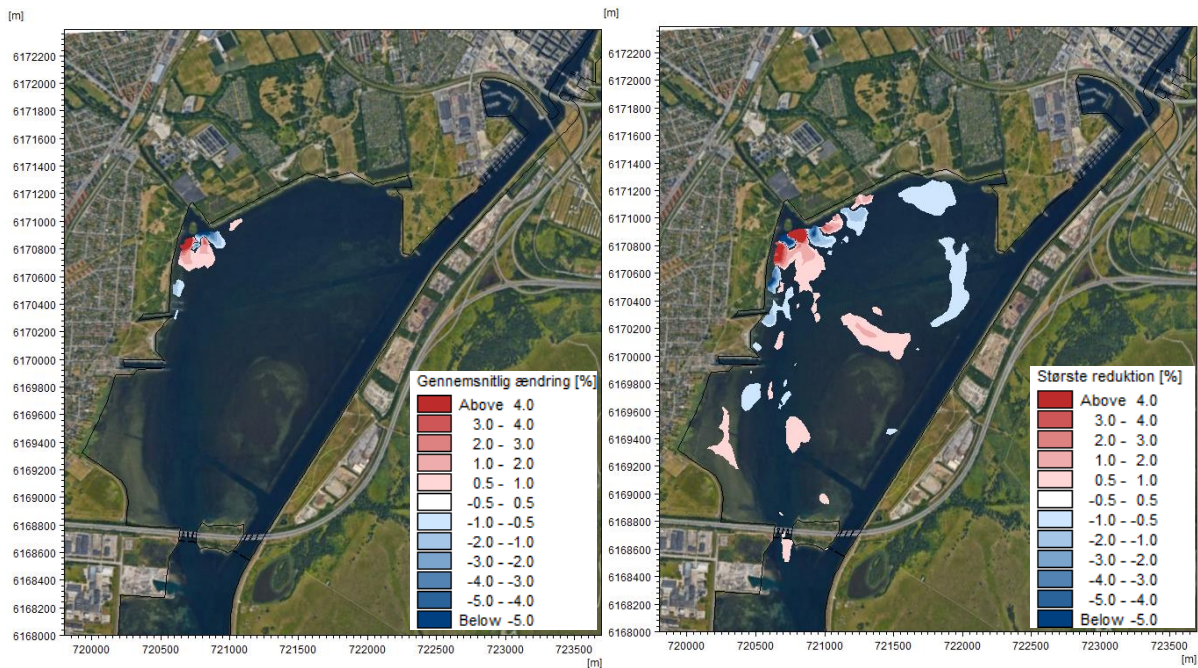 [m]
6172200
6172000
6171800
6171600
6171400
6171200
6171000
6170800
6170600
6170400
6170200
6170000
6169800
6169600
6169400
6169200
6169000
6168800
6168600
6168400
6168200
6168000
Gennemsnitlig ændring [%]
Above 4.0
3.0 - 4.0
2.0 - 3.0
1.0 - 2.0
0.5 - 1.0
-0.5 - 0.5
-1.0 - -0.5
-2.0 - -1.0
-3.0 - -2.0
-4.0 - -3.0
-5.0 - -4.0
Below -5.0
720000 720500 721000 721500 722000 722500 723000 723500
[m]
[m]
6172200
6172000
6171800
6171600
6171400
6171200
6171000
6170800
6170600
6170400
6170200
6170000
6169800
6169600
6169400
6169200
6169000
6168800
6168600
6168400
6168200
6168000
Største reduktion [%]
Above 4.0
3.0 - 4.0
2.0 - 3.0
1.0 - 2.0
0.5 - 1.0
-0.5 - 0.5
-1.0 - -0.5
-2.0 - -1.0
-3.0 - -2.0
-4.0 - -3.0
-5.0 - -4.0
Below -5.0
720000 720500 721000 721500 722000 722500 723000 723500
[m]